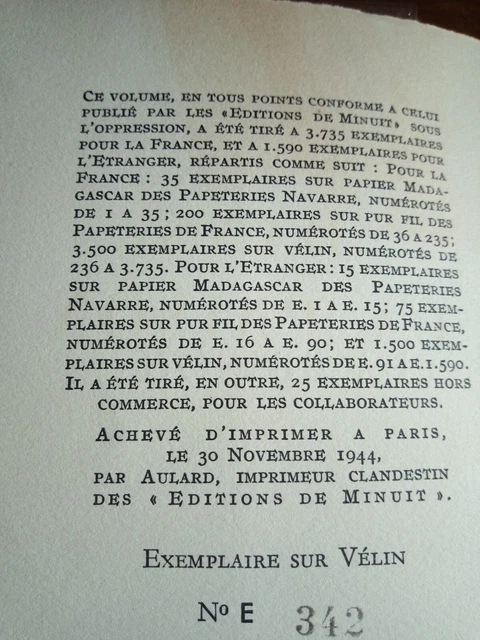 CE VOLUME, EN TOUS POINTS CONFORME A CELUI
PUBLIÉ PAR LES «EDITIONS DE MINUIT» SOUS
L'OPPRESSION, A ÉTÉ TIRÉ A 3.735 EXEMPLAIRES
POUR LA FRANCE, ET A 1.590 EXEMPLAIRES POUR
L'ETRANGER, RÉPARTIS COMME SUIT : POUR LA
FRANCE : 35 EXEMPLAIRES SUR PAPIER MADA-
GASCAR DES PAPETERIES NAVARRE, NUMÉROTÉS
DE 1 A 35 ; 200 EXEMPLAIRES SUR PUR FIL DES
PAPETERIES DE FRANCE, NUMÉROTÉS DE 36 A 235 ;
3.500 EXEMPLAIRES SUR VÉLIN, NUMÉROTÉS DE
236 A 3.735. POUR L'ETRANGER : 15 EXEMPLAIRES
SUR PAPIER MADAGASCAR DES PAPETERIES
NAVARRE, NUMÉROTÉS DE E. 1 A E. 15 ; 75 EXEM-
PLAIRES SUR PUR FIL DES PAPETERIES DE FRANCE,
NUMÉROTÉS DE E. 16 A E. 90 ; ET 1.500 EXEM-
PLAIRES SUR VÉLIN, NUMÉROTÉS DE E. 91 A E. 1.590.
IL A ÉTÉ TIRÉ, EN OUTRE, 25 EXEMPLAIRES HORS
COMMERCE, POUR LES COLLABORATEURS.
ACHEVÉ D'IMPRIMER A PARIS,
LE 30 NOVEMBRE 1944,
PAR AULARD, IMPRIMEUR CLANDESTIN
DES « EDITIONS DE MINUIT ».
EXEMPLAIRE SUR VÉLIN
Nº E 342